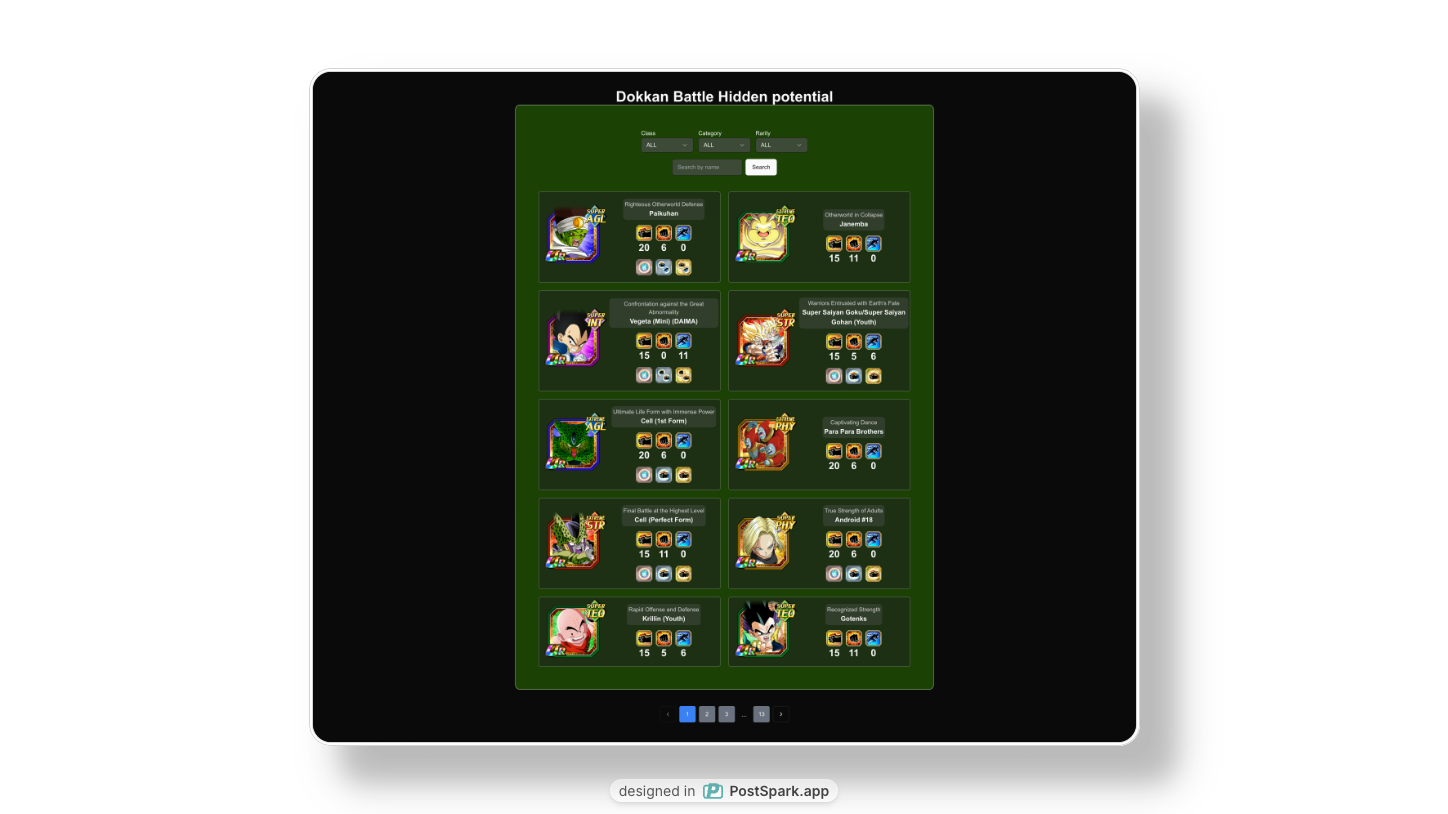 Dokkan Battle Hidden potential
Class
Category
Rarity
ALL
ALL
ALL
Search by name
Search
SUPER
AGL
Righteous Otherworld Defense
Paikuhan
20 6 0
EXTREME
TEQ
Otherworld in Collapse
Janemba
15 11 0
SUPER
INT
Confrontation against the Great
Abnormality
Vegeta (Mini) (DAIMA)
15 0 11
SUPER
STR
Warriors Entrusted with Earth's Fate
Super Saiyan Goku/Super Saiyan
Gohan (Youth)
15 5 6
EXTREME
AGL
Ultimate Life Form with Immense Power
Cell (1st Form)
20 6 0
EXTREME
PHY
Captivating Dance
Para Para Brothers
20 6 0
EXTREME
STR
Final Battle at the Highest Level
Cell (Perfect Form)
15 11 0
SUPER
PHY
True Strength of Adults
Android #18
20 6 0
SUPER
TEQ
Rapid Offense and Defense
Krillin (Youth)
15 5 6
SUPER
TEQ
Recognized Strength
Gotenks
15 11 0
‹ 1 2 3 ... 13 ›
designed in PostSpark.app